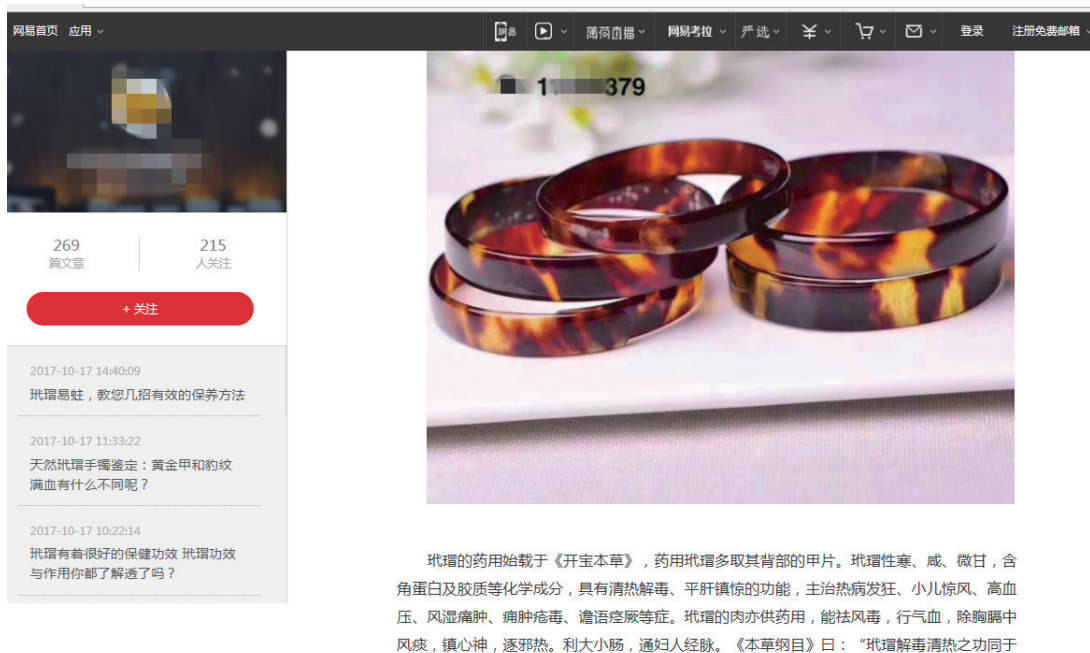 网易首页 应用 薄荷直播 网易考拉 严选 登录 注册免费邮箱
379
269 215
篇文章 人关注
+ 关注
2017-10-17 14:40:09
玳瑁易蛀，教您几招有效的保养方法
2017-10-17 11:33:22
天然玳瑁手镯鉴定：黄金甲和豹纹
满血有什么不同呢？
2017-10-17 10:22:14
玳瑁有着很好的保健功效 玳瑁功效
与作用你都了解透了吗？
玳瑁的药用始载于《开宝本草》，药用玳瑁多取其背部的甲片。玳瑁性寒、咸、微甘，含
角蛋白及胶质等化学成分，具有清热解毒、平肝镇惊的功能，主治热病发狂、小儿惊风、高血
压、风湿痛肿、痈肿疮毒、谵语痉厥等症。玳瑁的肉亦供药用，能祛风毒，行气血，除胸膈中
风痰，镇心神，逐邪热。利大小肠，通妇人经脉。《本草纲目》曰：“玳瑁解毒清热之功同于